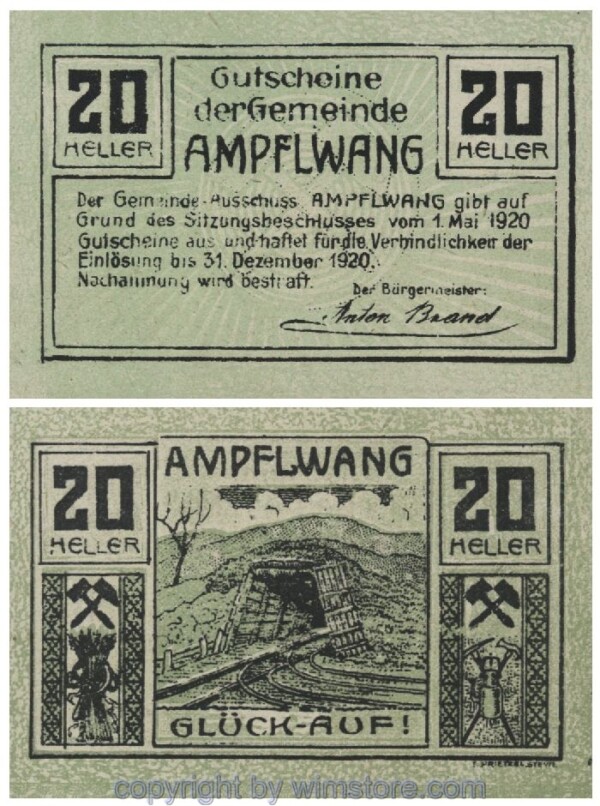 20 HELLER
Gutscheine
der Gemeinde
AMPFLWANG
20 HELLER
Der Gemeinde-Ausschuss AMPFLWANG gibt auf
Grund des Sitzungsbeschlusses vom 1. Mai 1920
Gutscheine aus und haftet für die Verbindlichkeit der
Einlösung bis 31. Dezember 1920.
Nachahmung wird bestraft.
Der Bürgermeister:
Anton Brand
AMPFLWANG
20
HELLER
20
HELLER
GLÜCK-AUF!
copyright by wimstore.com